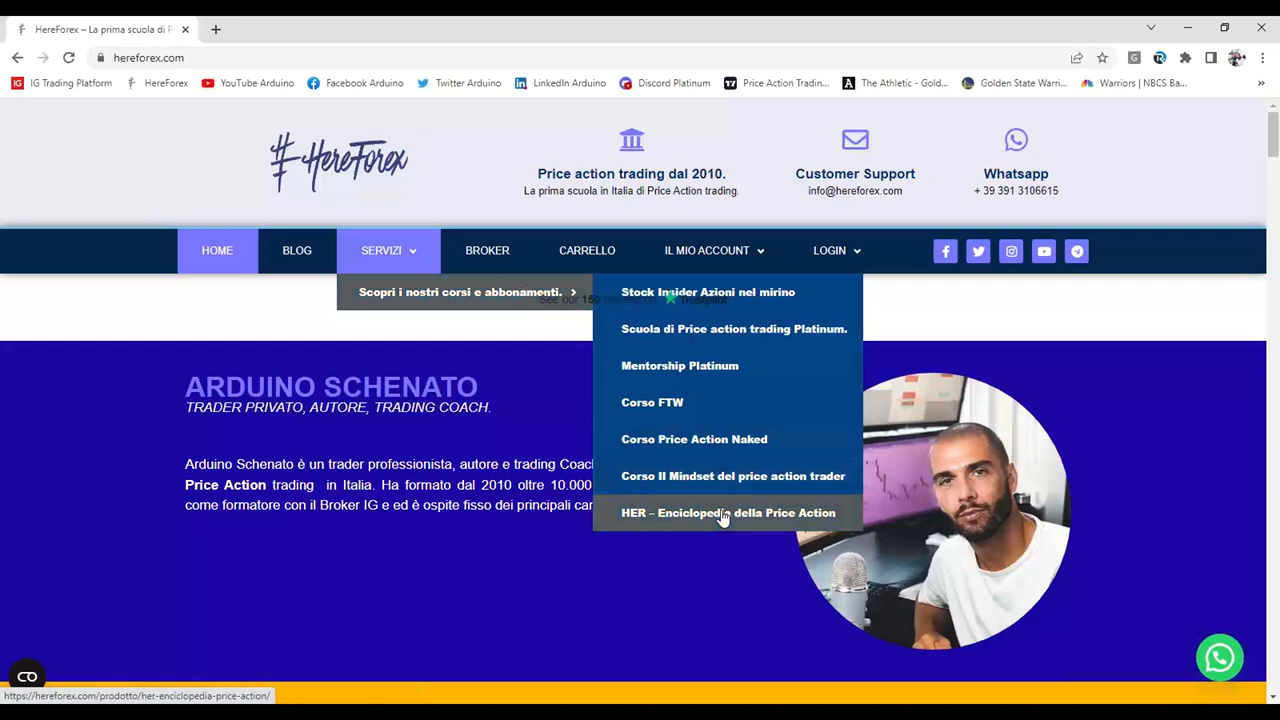 HereForex – La prima scuola di P
hereforex.com
IG Trading Platform
HereForex
YouTube Arduino
Facebook Arduino
Twitter Arduino
LinkedIn Arduino
Discord Platinum
Price Action Tradin...
The Athletic - Gold...
Golden State Warri...
Warriors | NBCS Ba...
#HereForex
Price action trading dal 2010.
La prima scuola in Italia di Price Action trading.
Customer Support
info@hereforex.com
Whatsapp
+ 39 391 3106615
HOME
BLOG
SERVIZI
BROKER
CARRELLO
IL MIO ACCOUNT
LOGIN
Scopri i nostri corsi e abbonamenti.
See our
Trustpilot
Stock Insider Azioni nel mirino
Scuola di Price action trading Platinum.
Mentorship Platinum
Corso FTW
Corso Price Action Naked
Corso Il Mindset del price action trader
HER – Enciclopedia della Price Action
ARDUINO SCHENATO
TRADER PRIVATO, AUTORE, TRADING COACH.
Arduino Schenato è un trader professionista, autore e trading Coac
Price Action trading in Italia. Ha formato dal 2010 oltre 10.000
come formatore con il Broker IG e ed è ospite fisso dei principali can
https://hereforex.com/prodotto/her-enciclopedia-price-action/